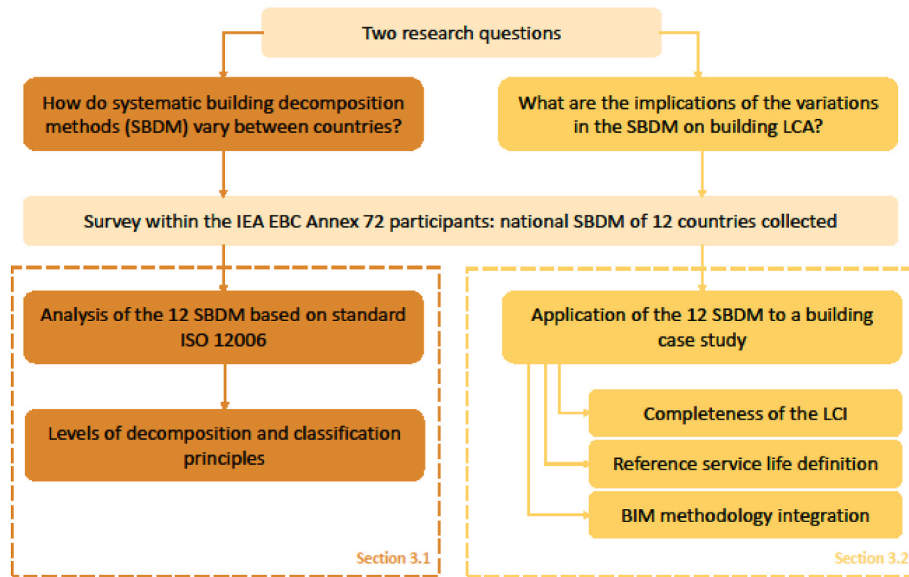 Two research questions
How do systematic building decomposition
methods (SBDM) vary between countries?
What are the implications of the variations
in the SBDM on building LCA?
Survey within the IEA EBC Annex 72 participants: national SBDM of 12 countries collected
Analysis of the 12 SBDM based on standard
ISO 12006
Levels of decomposition and classification
principles
Section 3.1
Application of the 12 SBDM to a building
case study
Completeness of the LCI
Reference service life definition
BIM methodology integration
Section 3.2